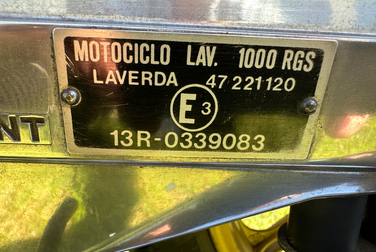 MOTOCICLO LAV. 1000 RGS
LAVERDA 47 221120
E3
13R-0339083
NT